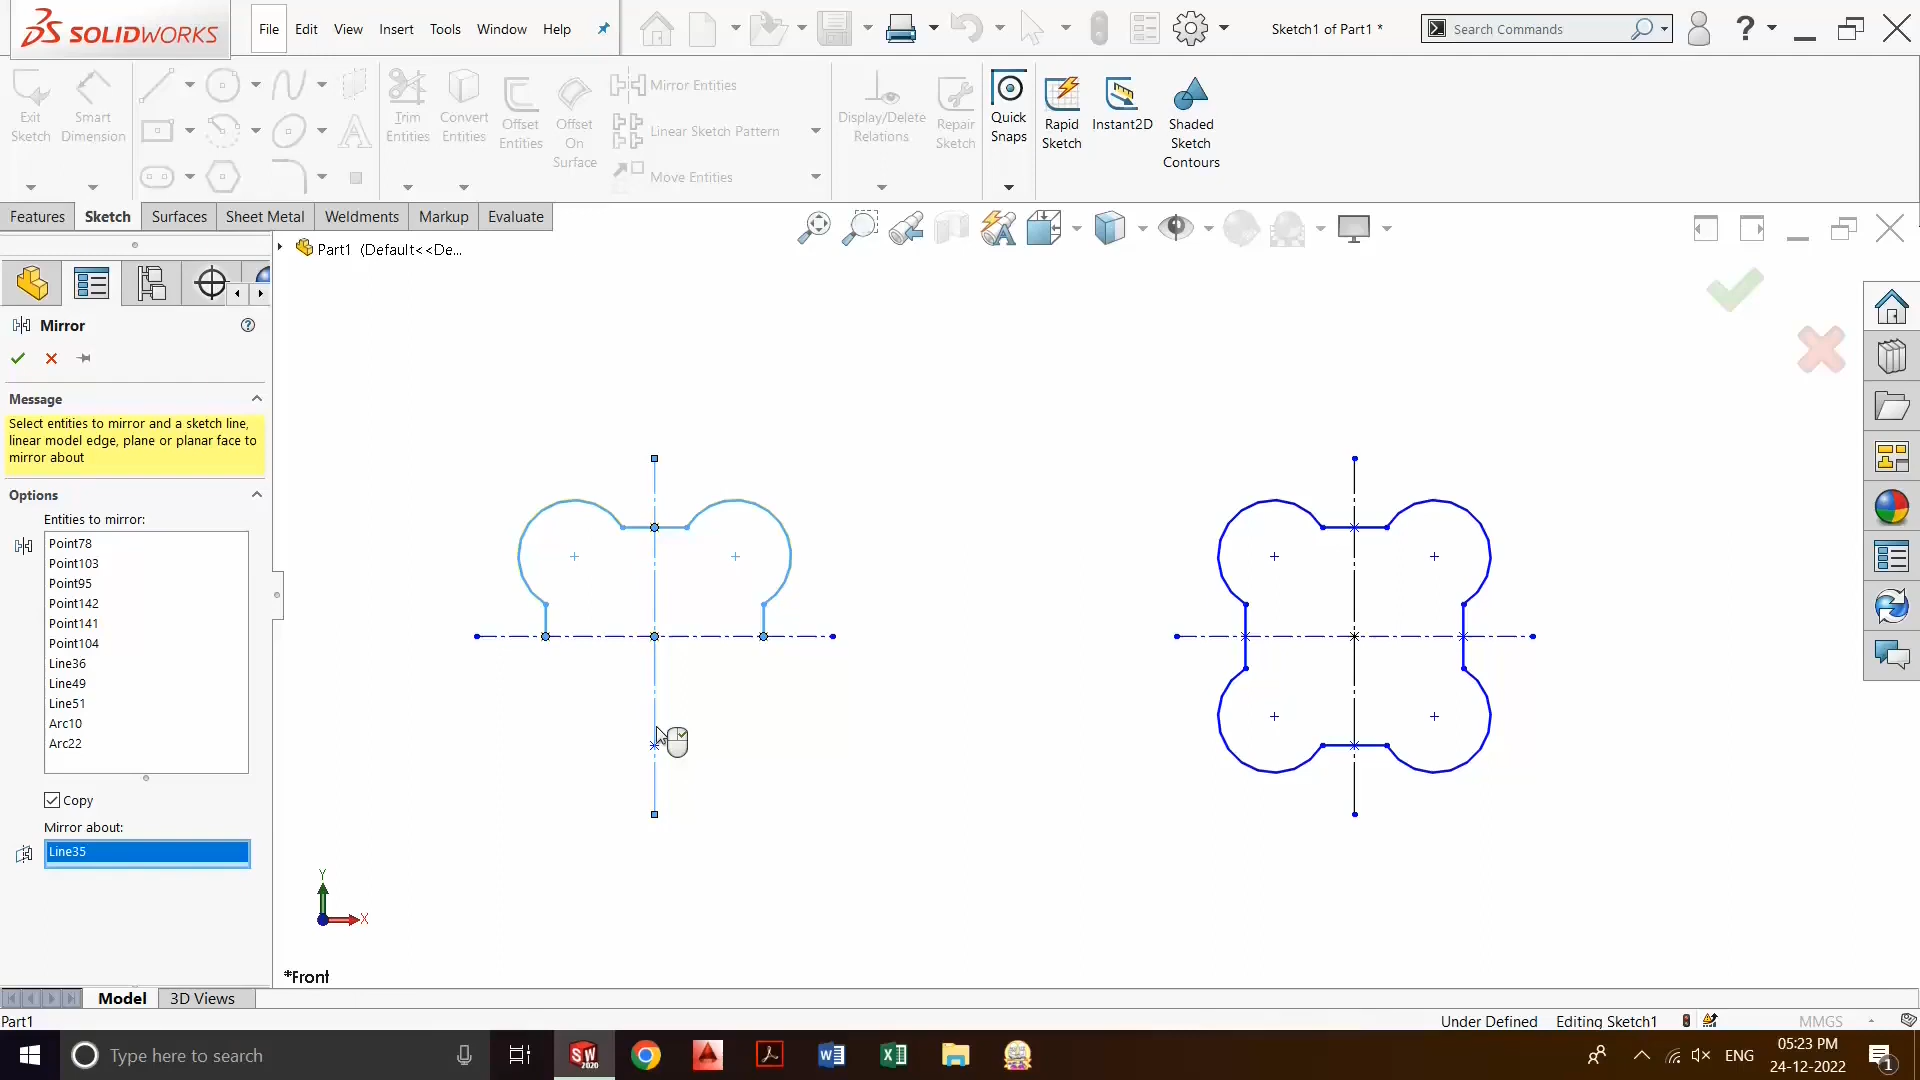 SOLIDWORKS
File Edit View Insert Tools Window Help
Sketch1 of Part1 *
Search Commands
Exit Sketch
Smart Dimension
Trim Entities
Convert Entities
Offset Entities
Offset On Surface
Mirror Entities
Linear Sketch Pattern
Move Entities
Display/Delete Relations
Repair Sketch
Quick Snaps
Rapid Sketch
Instant2D
Shaded Sketch Contours
Features Sketch Surfaces Sheet Metal Weldments Markup Evaluate
Part1 (Default<<De...
Mirror
Message
Select entities to mirror and a sketch line,
linear model edge, plane or planar face to
mirror about
Options
Entities to mirror:
Point78
Point103
Point95
Point142
Point141
Point104
Line36
Line49
Line51
Arc10
Arc22
Copy
Mirror about:
Line35
Y
X
*Front
Model 3D Views
Part1
Under Defined Editing Sketch1 MMGS
Type here to search
SW 2020
ENG
05:23 PM
24-12-2022
1